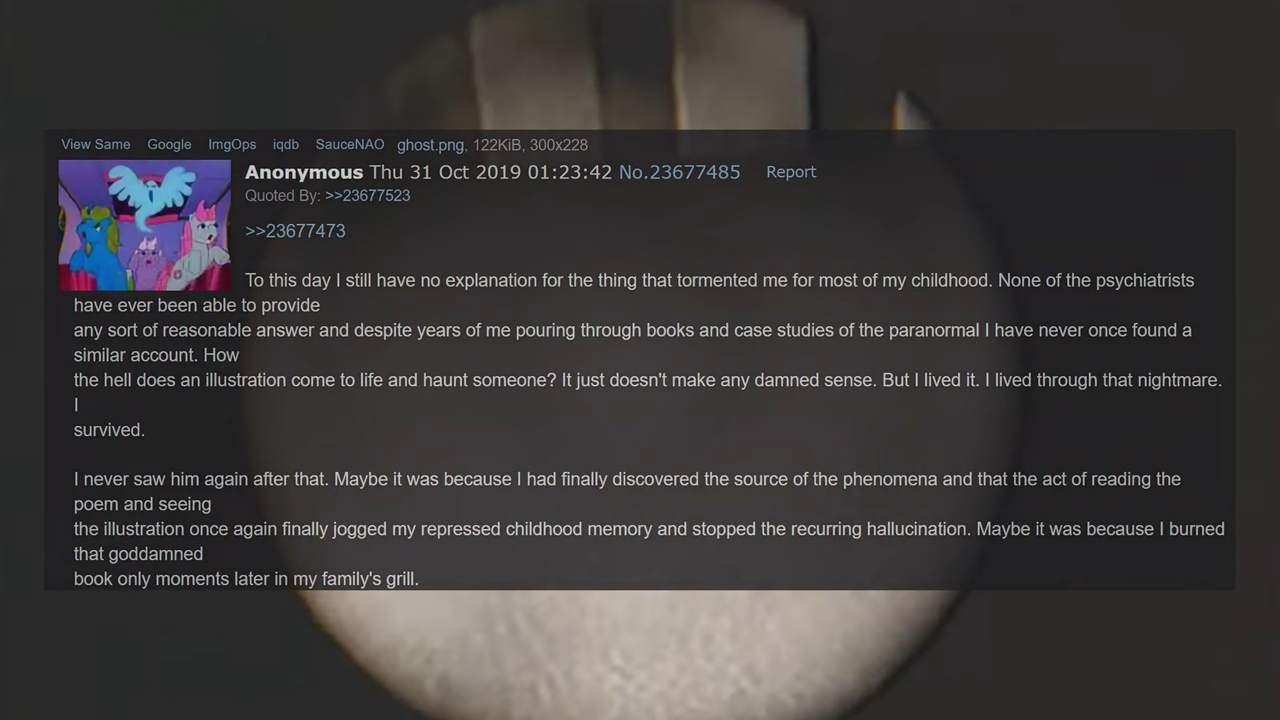 View Same Google ImgOps iqdb SauceNAO ghost.png, 122KiB, 300x228
Anonymous Thu 31 Oct 2019 01:23:42 No.23677485 Report
Quoted By: >>23677523
>>23677473
To this day I still have no explanation for the thing that tormented me for most of my childhood. None of the psychiatrists
have ever been able to provide
any sort of reasonable answer and despite years of me pouring through books and case studies of the paranormal I have never once found a
similar account. How
the hell does an illustration come to life and haunt someone? It just doesn't make any damned sense. But I lived it. I lived through that nightmare.
I
survived.
I never saw him again after that. Maybe it was because I had finally discovered the source of the phenomena and that the act of reading the
poem and seeing
the illustration once again finally jogged my repressed childhood memory and stopped the recurring hallucination. Maybe it was because I burned
that goddamned
book only moments later in my family's grill.